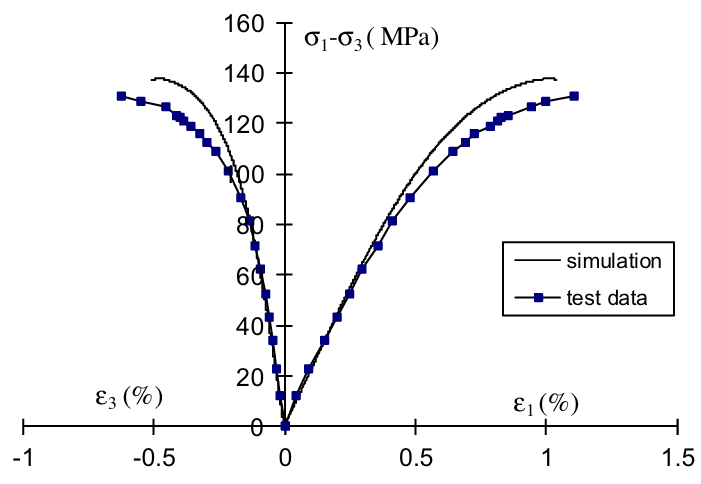 160
σ₁-σ₃ ( MPa)
140
120
100
80
simulation
60
test data
40
20
ε₃ (%)
ε₁ (%)
0
-1 -0.5 0 0.5 1 1.5